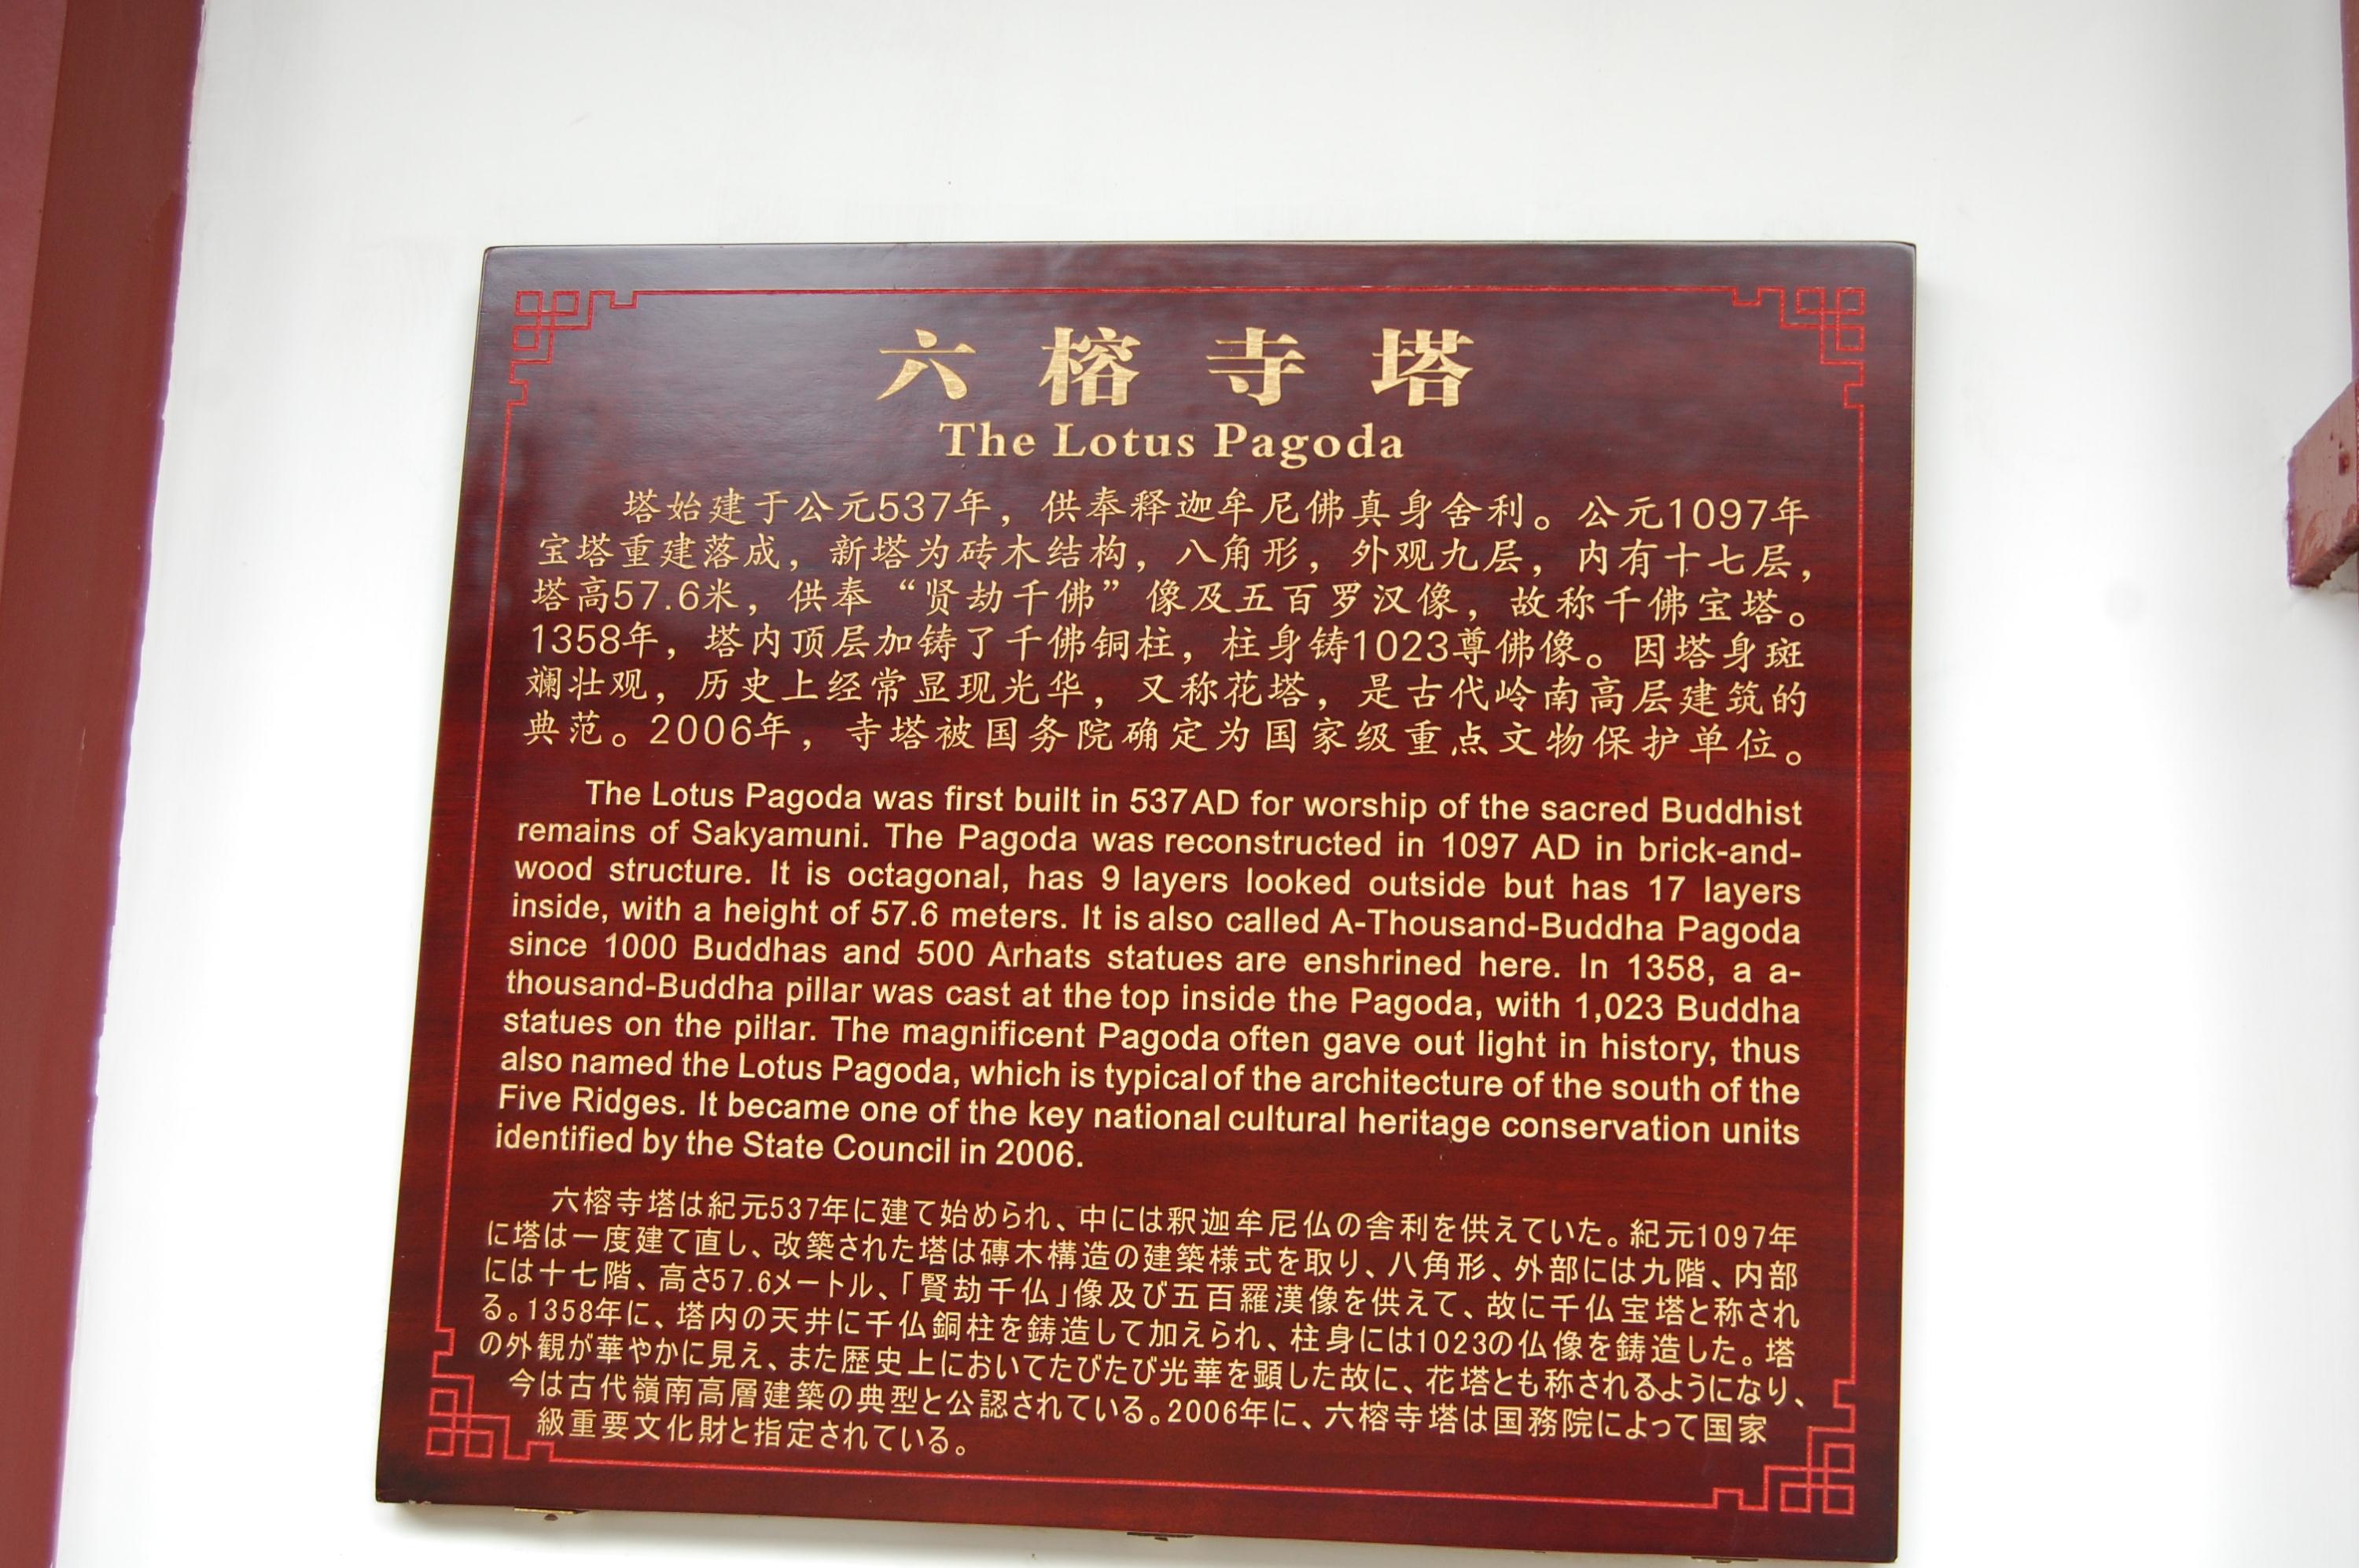 六榕寺塔
The Lotus Pagoda
塔始建于公元537年，供奉释迦牟尼佛真身舍利。公元1097年
宝塔重建落成，新塔为砖木结构，八角形，外观九层，内有十七层，
塔高57.6米，供奉“贤劫千佛”像及五百罗汉像，故称千佛宝塔。
1358年，塔内顶层加铸了千佛铜柱，柱身铸1023尊佛像。因塔身斑
斓壮观，历史上经常显现光华，又称花塔，是古代岭南高层建筑的
典范。2006年，寺塔被国务院确定为国家级重点文物保护单位。
The Lotus Pagoda was first built in 537AD for worship of the sacred Buddhist
remains of Sakyamuni. The Pagoda was reconstructed in 1097 AD in brick-and-
wood structure. It is octagonal, has 9 layers looked outside but has 17 layers
inside, with a height of 57.6 meters. It is also called A-Thousand-Buddha Pagoda
since 1000 Buddhas and 500 Arhats statues are enshrined here. In 1358, a a-
thousand-Buddha pillar was cast at the top inside the Pagoda, with 1,023 Buddha
statues on the pillar. The magnificent Pagoda often gave out light in history, thus
also named the Lotus Pagoda, which is typical of the architecture of the south of the
Five Ridges. It became one of the key national cultural heritage conservation units
identified by the State Council in 2006.
六榕寺塔は紀元537年に建て始められ、中には釈迦牟尼仏の舎利を供えていた。紀元1097年
に塔は一度建て直し、改築された塔は磚木構造の建築様式を取り、八角形、外部には九階、内部
には十七階、高さ57.6メートル、「賢劫千仏」像及び五百羅漢像を供えて、故に千仏宝塔と称され
る。1358年に、塔内の天井に千仏銅柱を鋳造して加えられ、柱身には1023の仏像を鋳造した。塔
の外観が華やかに見え、また歴史上においてたびたび光華を顕した故に、花塔とも称されるようになり、
今は古代嶺南高層建築の典型と公認されている。2006年に、六榕寺塔は国務院によって国家
級重要文化財と指定されている。